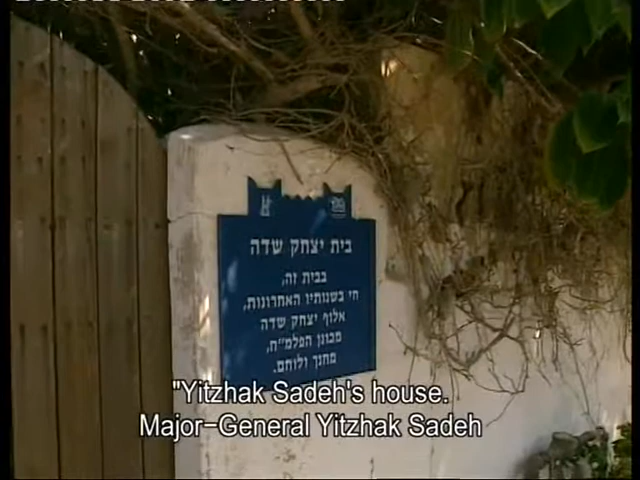 בית יצחק שדה
בבית זה,
חי בשנותיו האחרונות,
אלוף יצחק שדה
מכונן הפלמ״ח,
מחנך ולוחם.
"Yitzhak Sadeh's house.
Major-General Yitzhak Sadeh